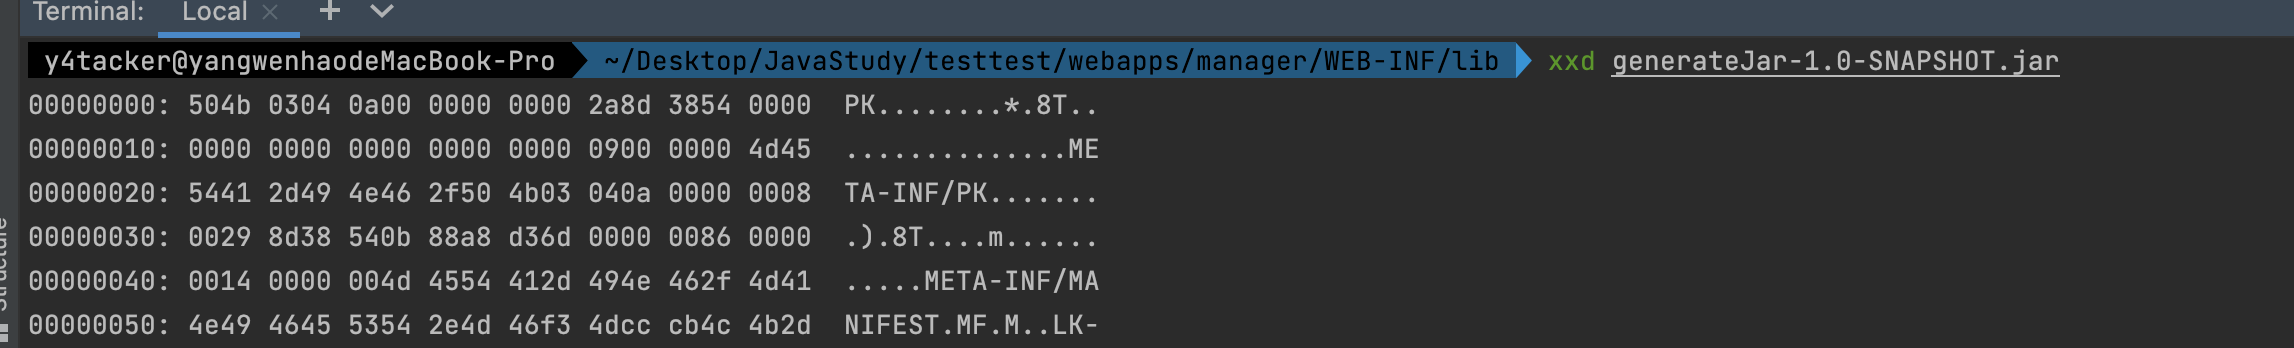 Terminal: Local × + 
y4tacker@yangwenhaodeMacBook-Pro ~/Desktop/JavaStudy/testtest/webapps/manager/WEB-INF/lib xxd generateJar-1.0-SNAPSHOT.jar
00000000: 504b 0304 0a00 0000 0000 2a8d 3854 0000  PK........*.8T..
00000010: 0000 0000 0000 0000 0000 0900 0000 4d45  ..............ME
00000020: 5441 2d49 4e46 2f50 4b03 040a 0000 0008  TA-INF/PK.......
00000030: 0029 8d38 540b 88a8 d36d 0000 0086 0000  .).8T....m......
00000040: 0014 0000 004d 4554 412d 494e 462f 4d41  .....META-INF/MA
00000050: 4e49 4645 5354 2e4d 46f3 4dcc cb4c 4b2d  NIFEST.MF.M..LK-
Structure